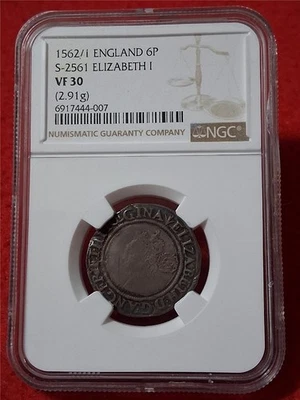 1562/1 ENGLAND 6P
S-2561 ELIZABETH I
VF 30
(2.91g)
6917444-007
NUMISMATIC GUARANTY COMPANY
NGC